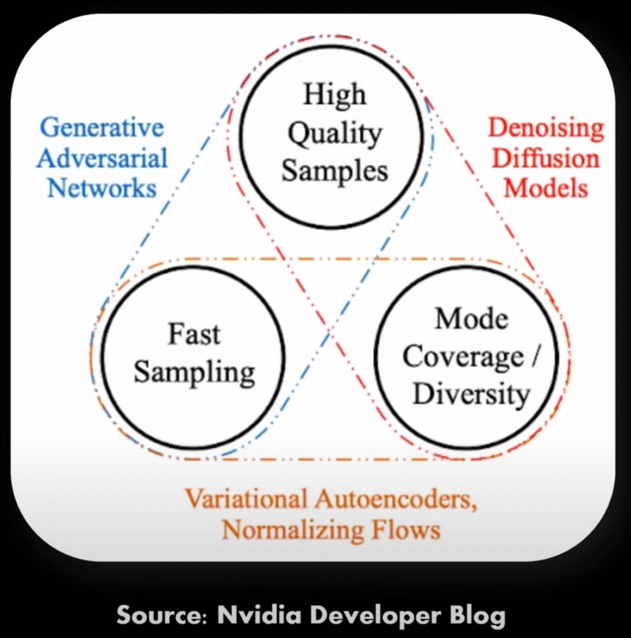 High
Quality
Samples
Generative
Adversarial
Networks
Denoising
Diffusion
Models
Fast
Sampling
Mode
Coverage /
Diversity
Variational Autoencoders,
Normalizing Flows
Source: Nvidia Developer Blog